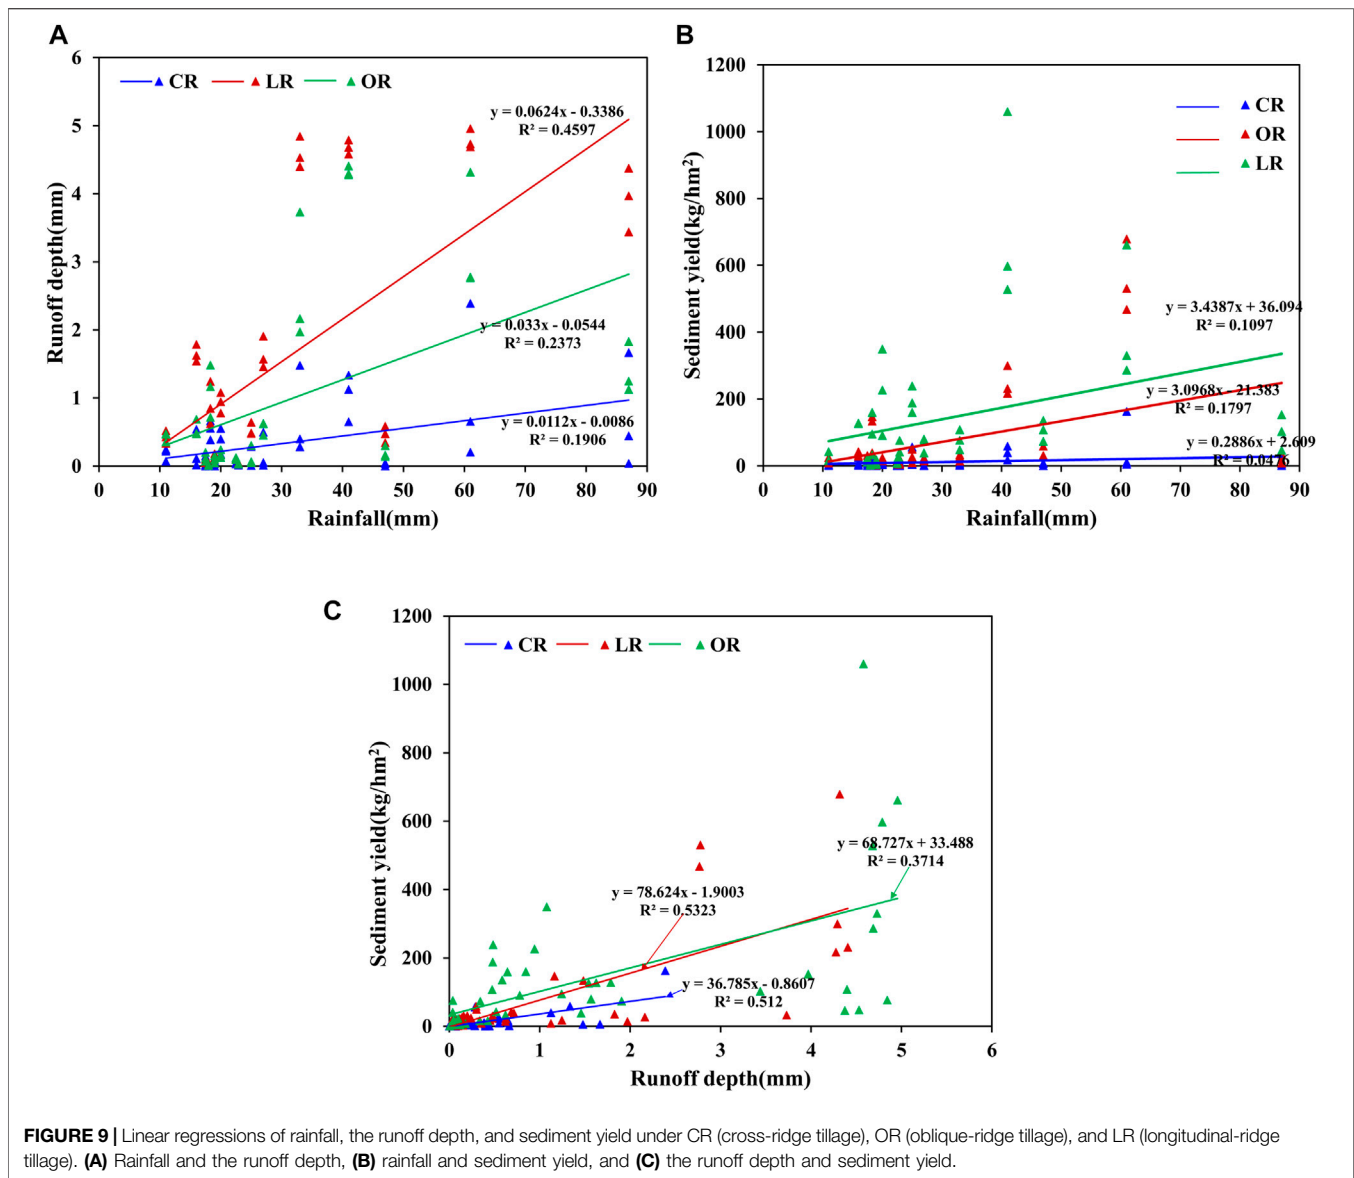 A
6
5
4
3
2
1
0
0 10 20 30 40 50 60 70 80 90
Runoff depth(mm)
Rainfall(mm)
CR LR OR
y = 0.0624x - 0.3386
R² = 0.4597
y = 0.033x - 0.0544
R² = 0.2373
y = 0.0112x - 0.0086
R² = 0.1906
B
1200
1000
800
600
400
200
0
0 10 20 30 40 50 60 70 80 90
Sediment yield(kg/hm²)
Rainfall(mm)
CR
OR
LR
y = 3.4387x + 36.094
R² = 0.1097
y = 3.0968x - 21.383
R² = 0.1797
y = 0.2886x + 2.609
R² = 0.0476
C
1200
1000
800
600
400
200
0
0 1 2 3 4 5 6
Sediment yield(kg/hm²)
Runoff depth(mm)
CR LR OR
y = 68.727x + 33.488
R² = 0.3714
y = 78.624x - 1.9003
R² = 0.5323
y = 36.785x - 0.8607
R² = 0.512
FIGURE 9 | Linear regressions of rainfall, the runoff depth, and sediment yield under CR (cross-ridge tillage), OR (oblique-ridge tillage), and LR (longitudinal-ridge
tillage). (A) Rainfall and the runoff depth, (B) rainfall and sediment yield, and (C) the runoff depth and sediment yield.